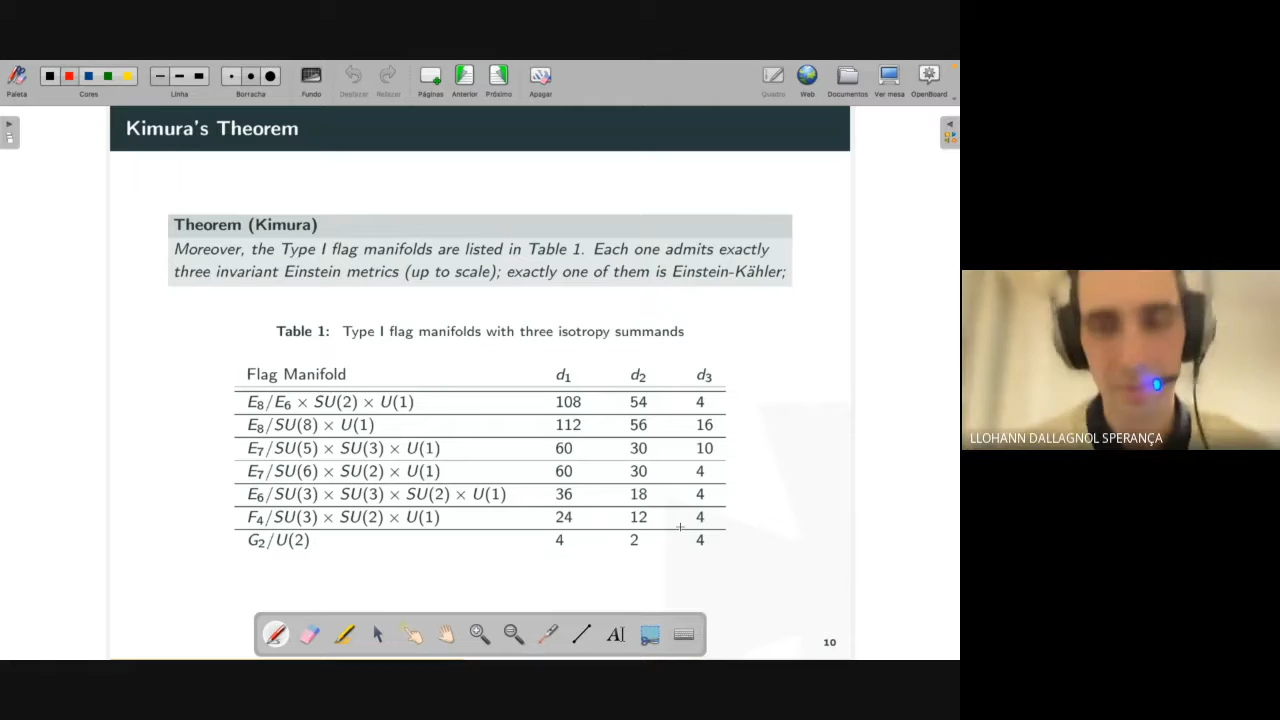 Paleta Cores Linha Borracha Fundo Desfazer Refazer Páginas Anterior Próximo Apagar Quadro Web Documentos Ver mesa OpenBoard
Kimura's Theorem
Theorem (Kimura)
Moreover, the Type I flag manifolds are listed in Table 1. Each one admits exactly
three invariant Einstein metrics (up to scale); exactly one of them is Einstein-Kähler;
Table 1: Type I flag manifolds with three isotropy summands
Flag Manifold d₁ d₂ d₃
E₈/E₆ × SU(2) × U(1) 108 54 4
E₈/SU(8) × U(1) 112 56 16
E₇/SU(5) × SU(3) × U(1) 60 30 10
E₇/SU(6) × SU(2) × U(1) 60 30 4
E₆/SU(3) × SU(3) × SU(2) × U(1) 36 18 4
F₄/SU(3) × SU(2) × U(1) 24 12 4
G₂/U(2) 4 2 4
10
LLOHANN DALLAGNOL SPERANÇA